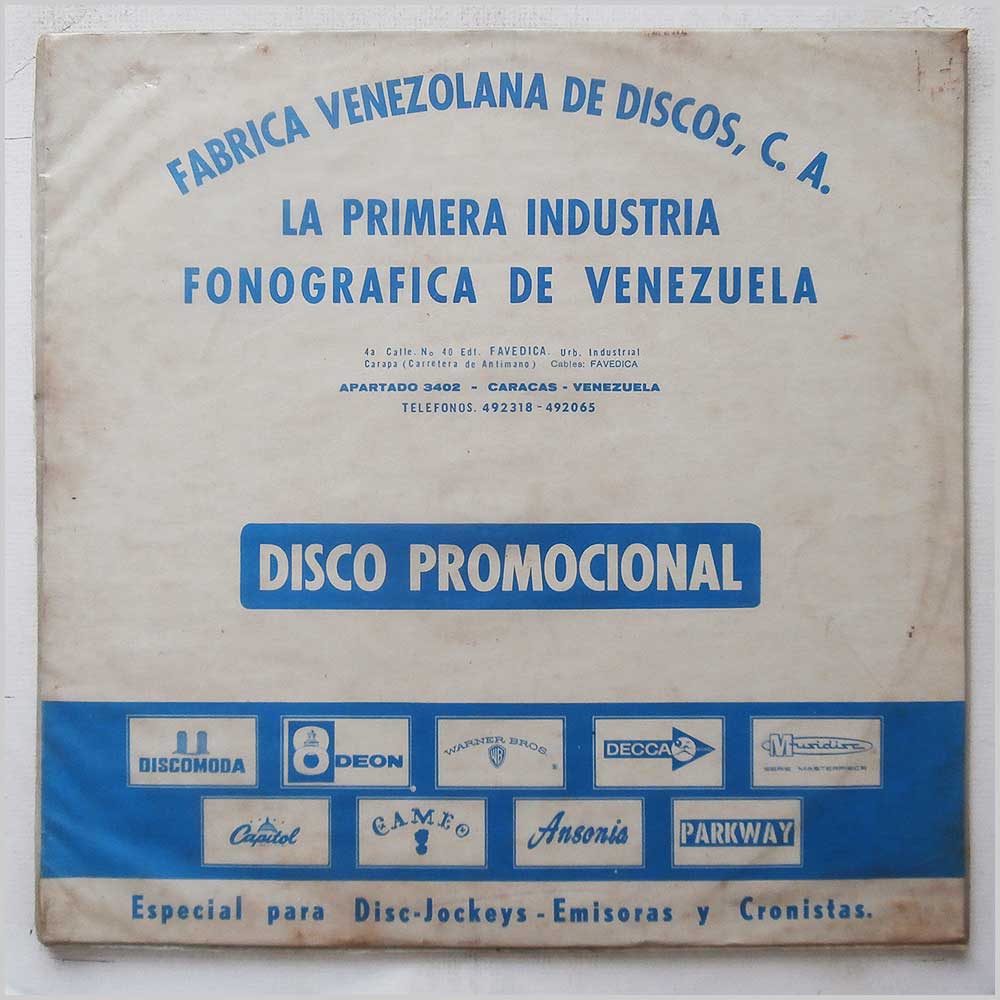 FABRICA VENEZOLANA DE DISCOS, C. A.
LA PRIMERA INDUSTRIA
FONOGRAFICA DE VENEZUELA
4a Calle. No 40 Edf. FAVEDICA. Urb. Industrial
Carapa (Carretera de Antimano) Cables: FAVEDICA
APARTADO 3402 - CARACAS - VENEZUELA
TELEFONOS. 492318 - 492065
DISCO PROMOCIONAL
DISCOMODA
ODEON
WARNER BROS.
WB
®
DECCA
Musidisc
SERIE MASTERPIECE
Capitol
CAMEO
Ansonia
PARKWAY
Especial para Disc-Jockeys - Emisoras y Cronistas.